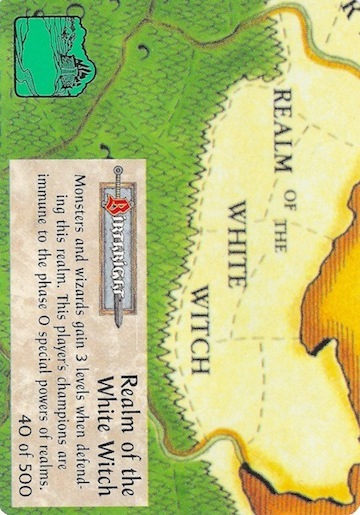 REALM OF THE
WHITE
WITCH
R
BIRTHRIGHT
Realm of the
White Witch
Monsters and wizards gain 3 levels when defend-
ing this realm. This player's champions are
immune to the phase 0 special powers of realms.
40 of 500